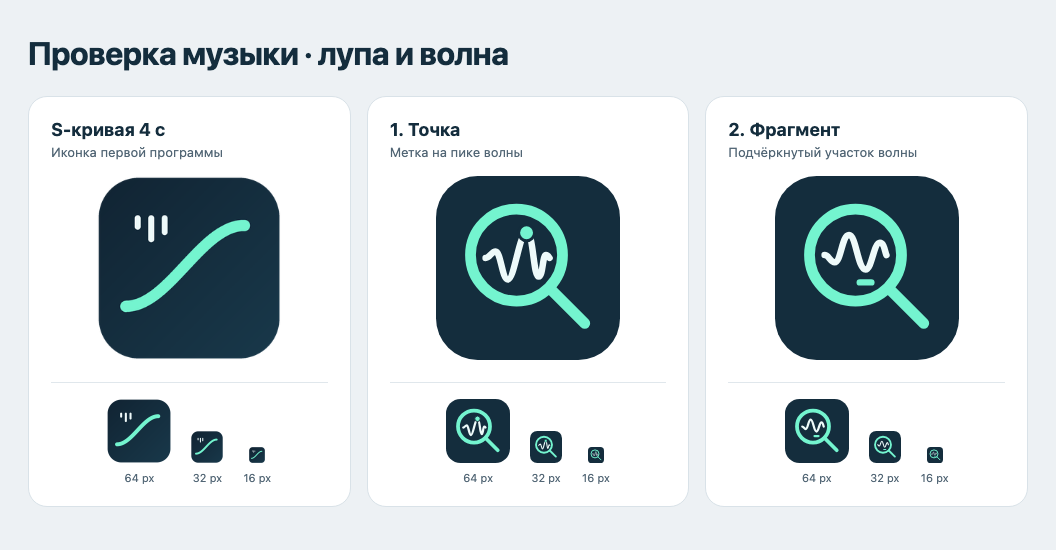 Проверка музыки · лупа и волна
S-кривая 4 с
Иконка первой программы
64 px
32 px
16 px
1. Точка
Метка на пике волны
64 px
32 px
16 px
2. Фрагмент
Подчёркнутый участок волны
64 px
32 px
16 px